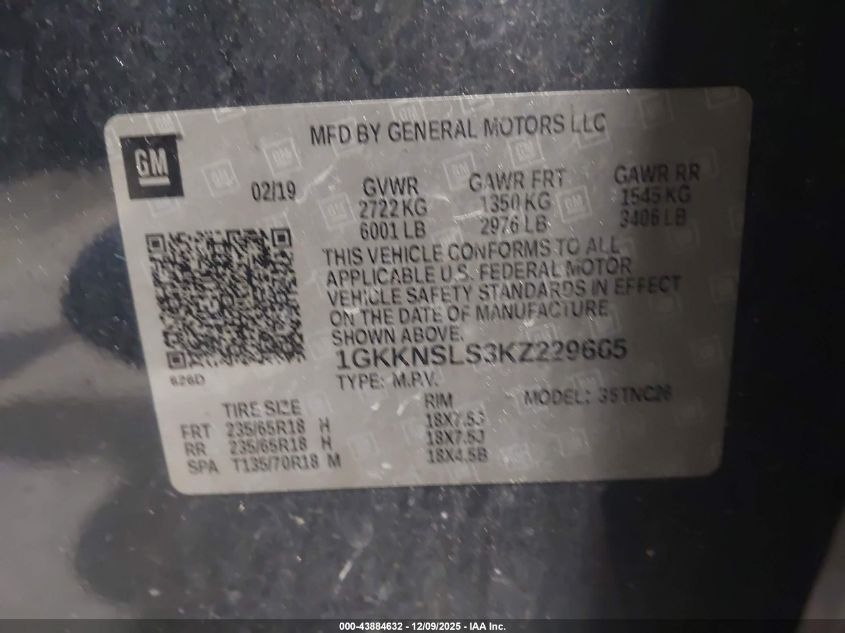 GM
MFD BY GENERAL MOTORS LLC
02/19
GVWR GAWR FRT GAWR RR
2722 KG 1350 KG 1545 KG
6001 LB 2976 LB 3406 LB
THIS VEHICLE CONFORMS TO ALL
APPLICABLE U.S. FEDERAL MOTOR
VEHICLE SAFETY STANDARDS IN EFFECT
ON THE DATE OF MANUFACTURE
SHOWN ABOVE.
1GKKNSLS3KZ229665
626D
TYPE: M.P.V. MODEL: 35TNC26
TIRE SIZE RIM
FRT 235/65R18 H 18X7.5J
RR 235/65R18 H 18X7.5J
SPA T135/70R18 M 18X4.5B
000-43884632 - 12/09/2025 - IAA Inc.